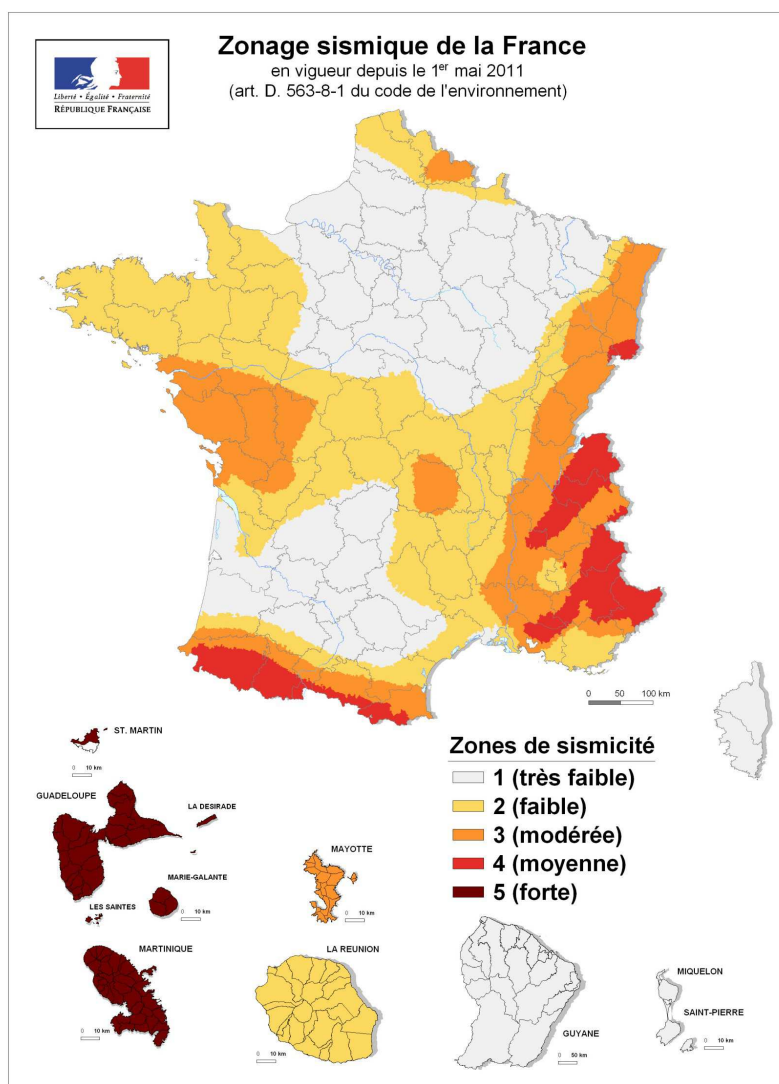 Zonage sismique de la France
en vigueur depuis le 1er mai 2011
(art. D. 563-8-1 du code de l'environnement)
Liberté • Égalité • Fraternité
RÉPUBLIQUE FRANÇAISE
0 50 100 km
ST. MARTIN
0 10 km
GUADELOUPE
LA DESIRADE
MARIE-GALANTE
LES SAINTES
0 10 km
MARTINIQUE
0 10 km
MAYOTTE
0 10 km
LA REUNION
0 10 km
Zones de sismicité
1 (très faible)
2 (faible)
3 (modérée)
4 (moyenne)
5 (forte)
GUYANE
0 50 km
MIQUELON
SAINT-PIERRE
0 10 km